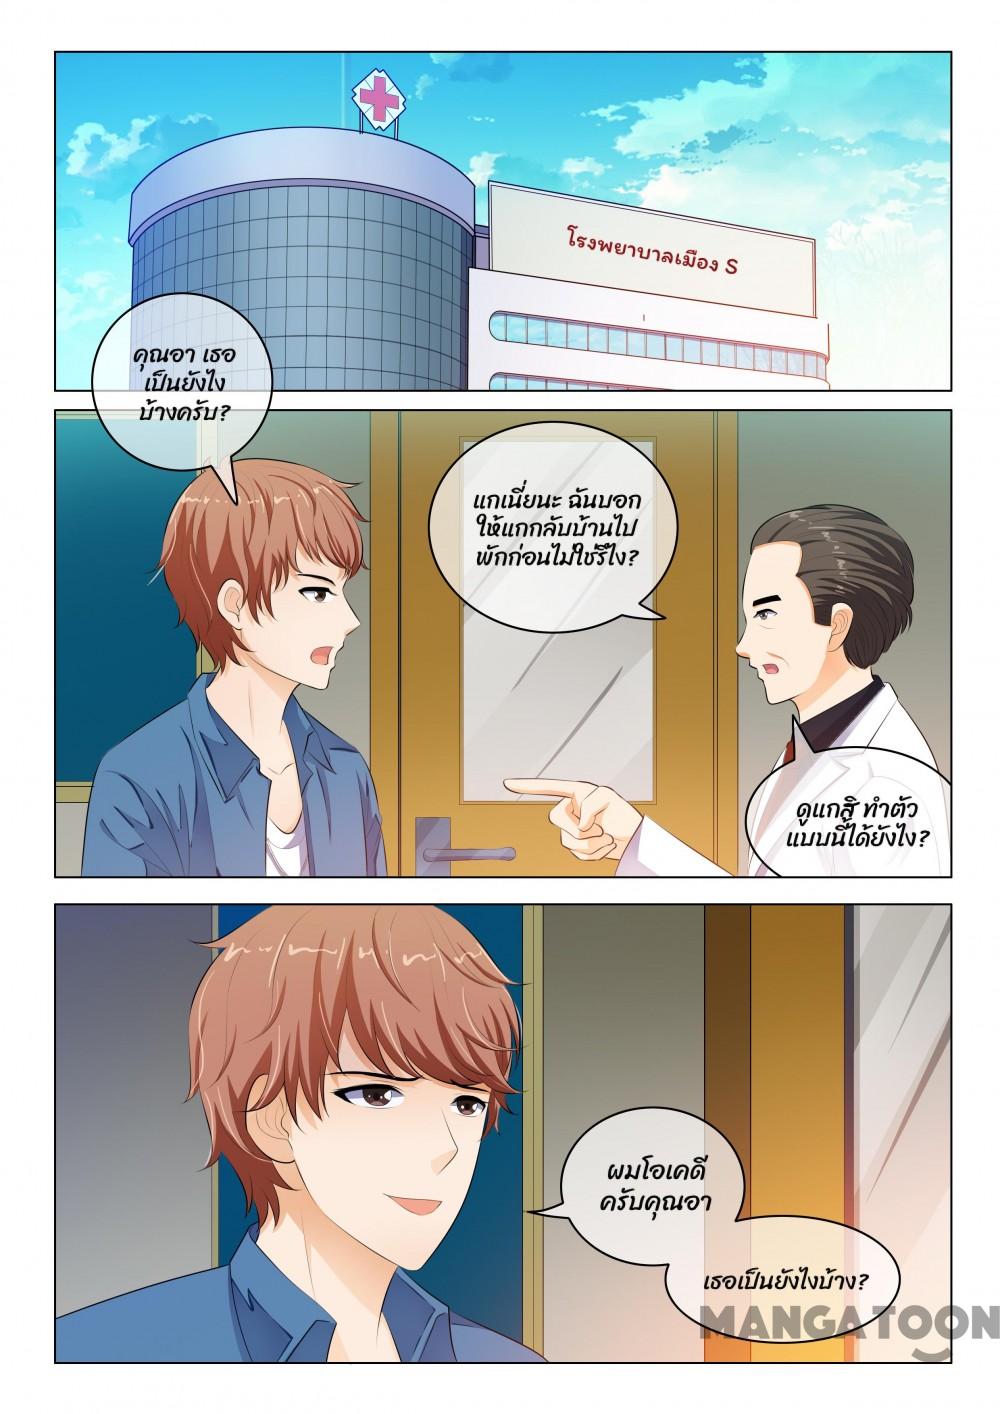 โรงพยาบาลเมือง S
คุณอา เธอ
เป็นยังไง
บ้างครับ?
แกเนี่ยนะ ฉันบอก
ให้แกกลับบ้านไป
พักก่อนไม่ใช่รึไง?
ดูแกสิ ทำตัว
แบบนี้ได้ยังไง?
ผมโอเคดี
ครับคุณอา
เธอเป็นยังไงบ้าง?
MANGATOON